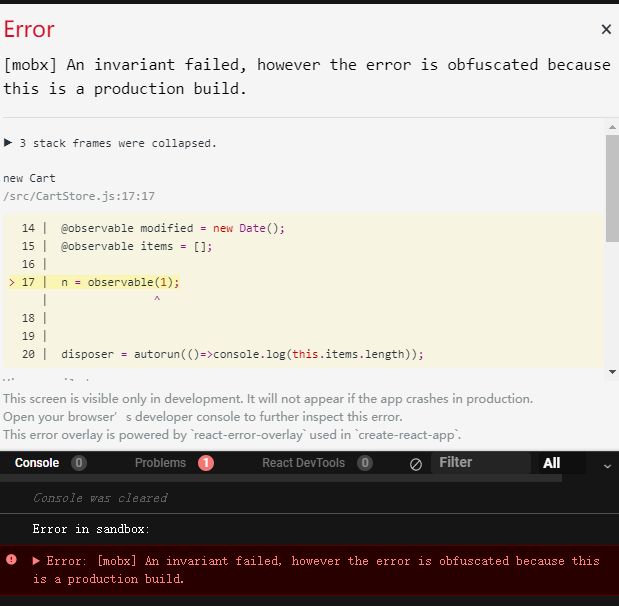 Error ×
[mobx] An invariant failed, however the error is obfuscated because
this is a production build.
▶ 3 stack frames were collapsed.
new Cart
/src/CartStore.js:17:17
14 | @observable modified = new Date();
15 | @observable items = [];
16 |
> 17 | n = observable(1);
| ^
18 |
19 |
20 | disposer = autorun(()=>console.log(this.items.length));
This screen is visible only in development. It will not appear if the app crashes in production.
Open your browser’s developer console to further inspect this error.
This error overlay is powered by `react-error-overlay` used in `create-react-app`.
Console 0 Problems 1 React DevTools 0 Filter All
Console was cleared
Error in sandbox:
▶ Error: [mobx] An invariant failed, however the error is obfuscated because this
is a production build.